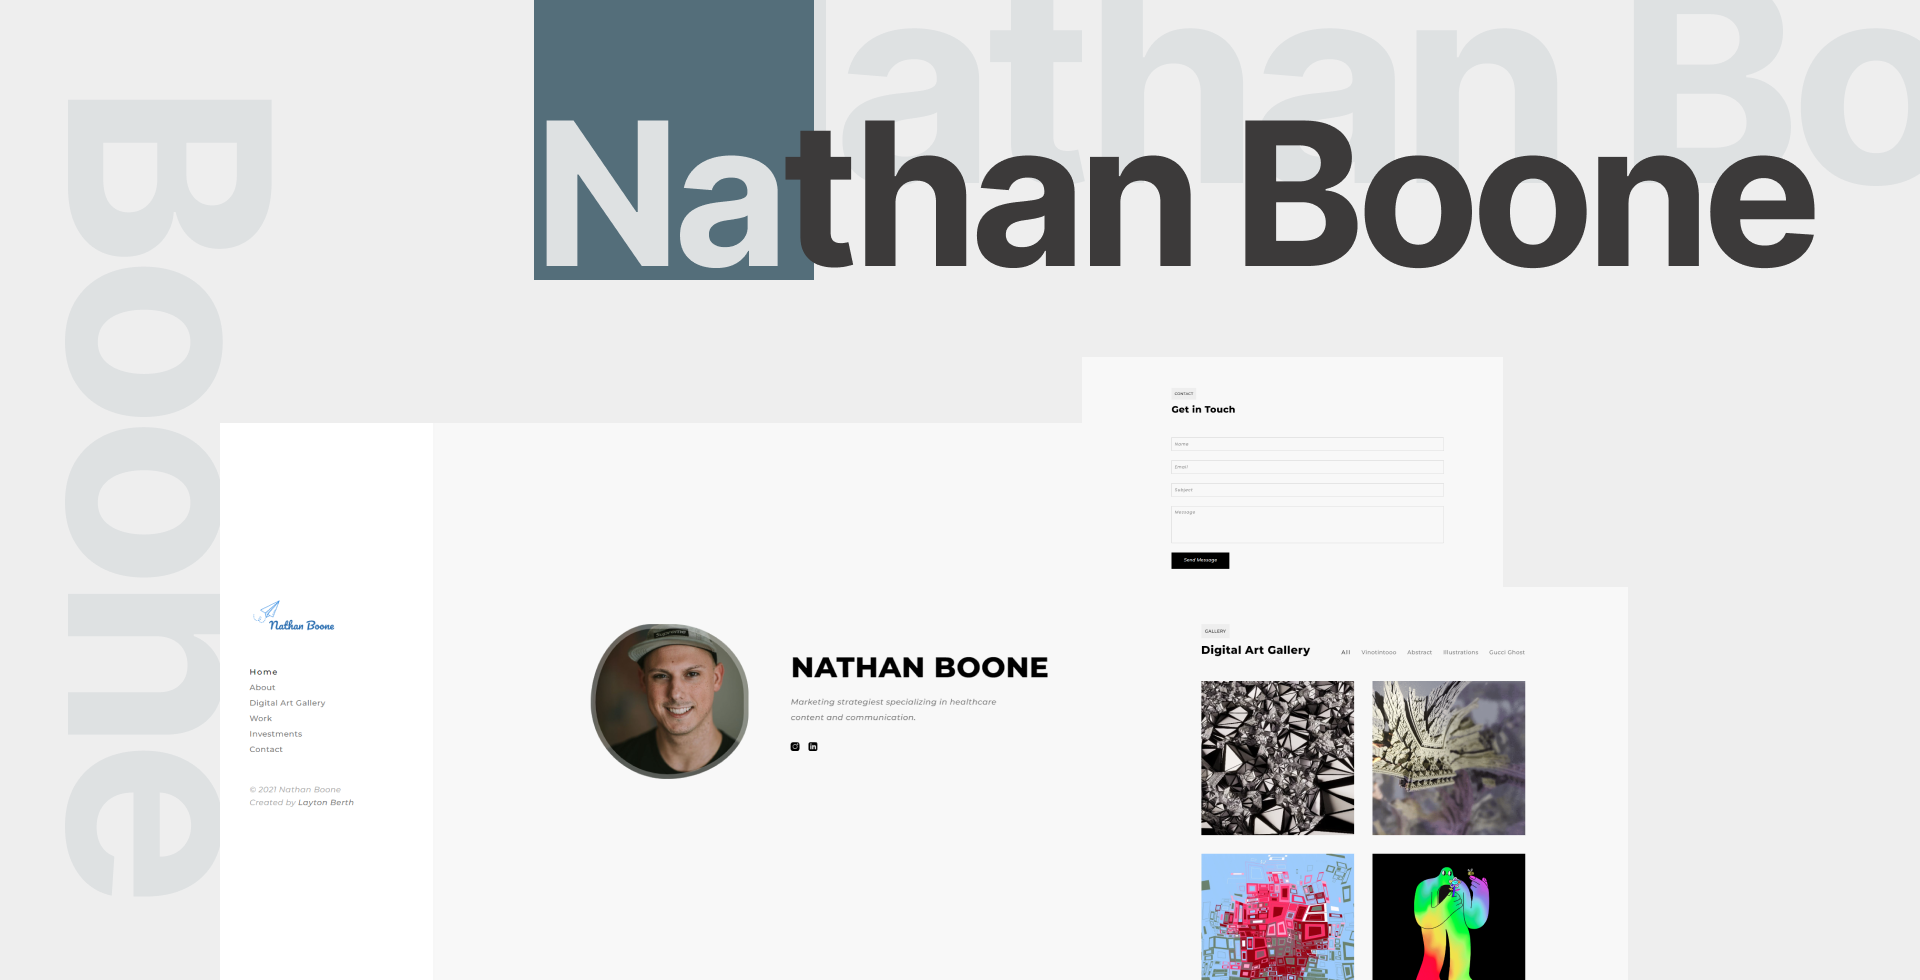 Nathan Boone
athan Bo
Boone
CONTACT
Get in Touch
Name
Email
Subject
Message
Send Message
Nathan Boone
Home
About
Digital Art Gallery
Work
Investments
Contact
© 2021 Nathan Boone
Created by Layton Berth
NATHAN BOONE
Marketing strategiest specializing in healthcare
content and communication.
GALLERY
Digital Art Gallery
All Vinotintooo Abstract Illustrations Gucci Ghost